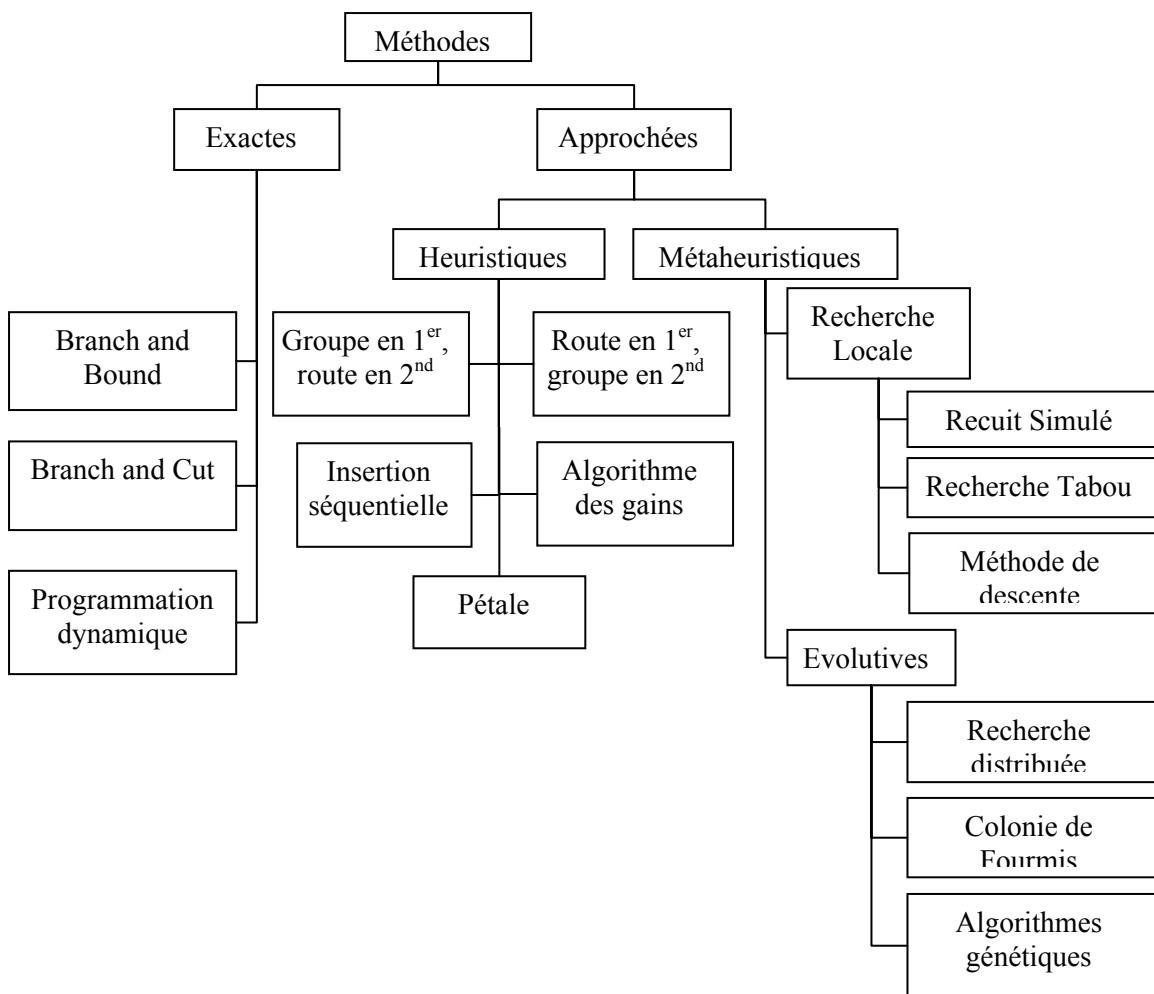 Méthodes
Exactes
Approchées
Heuristiques
Métaheuristiques
Branch and
Bound
Groupe en 1er,
route en 2nd
Route en 1er,
groupe en 2nd
Recherche
Locale
Recuit Simulé
Branch and Cut
Insertion
séquentielle
Algorithme
des gains
Recherche Tabou
Méthode de
descente
Programmation
dynamique
Pétale
Evolutives
Recherche
distribuée
Colonie de
Fourmis
Algorithmes
génétiques